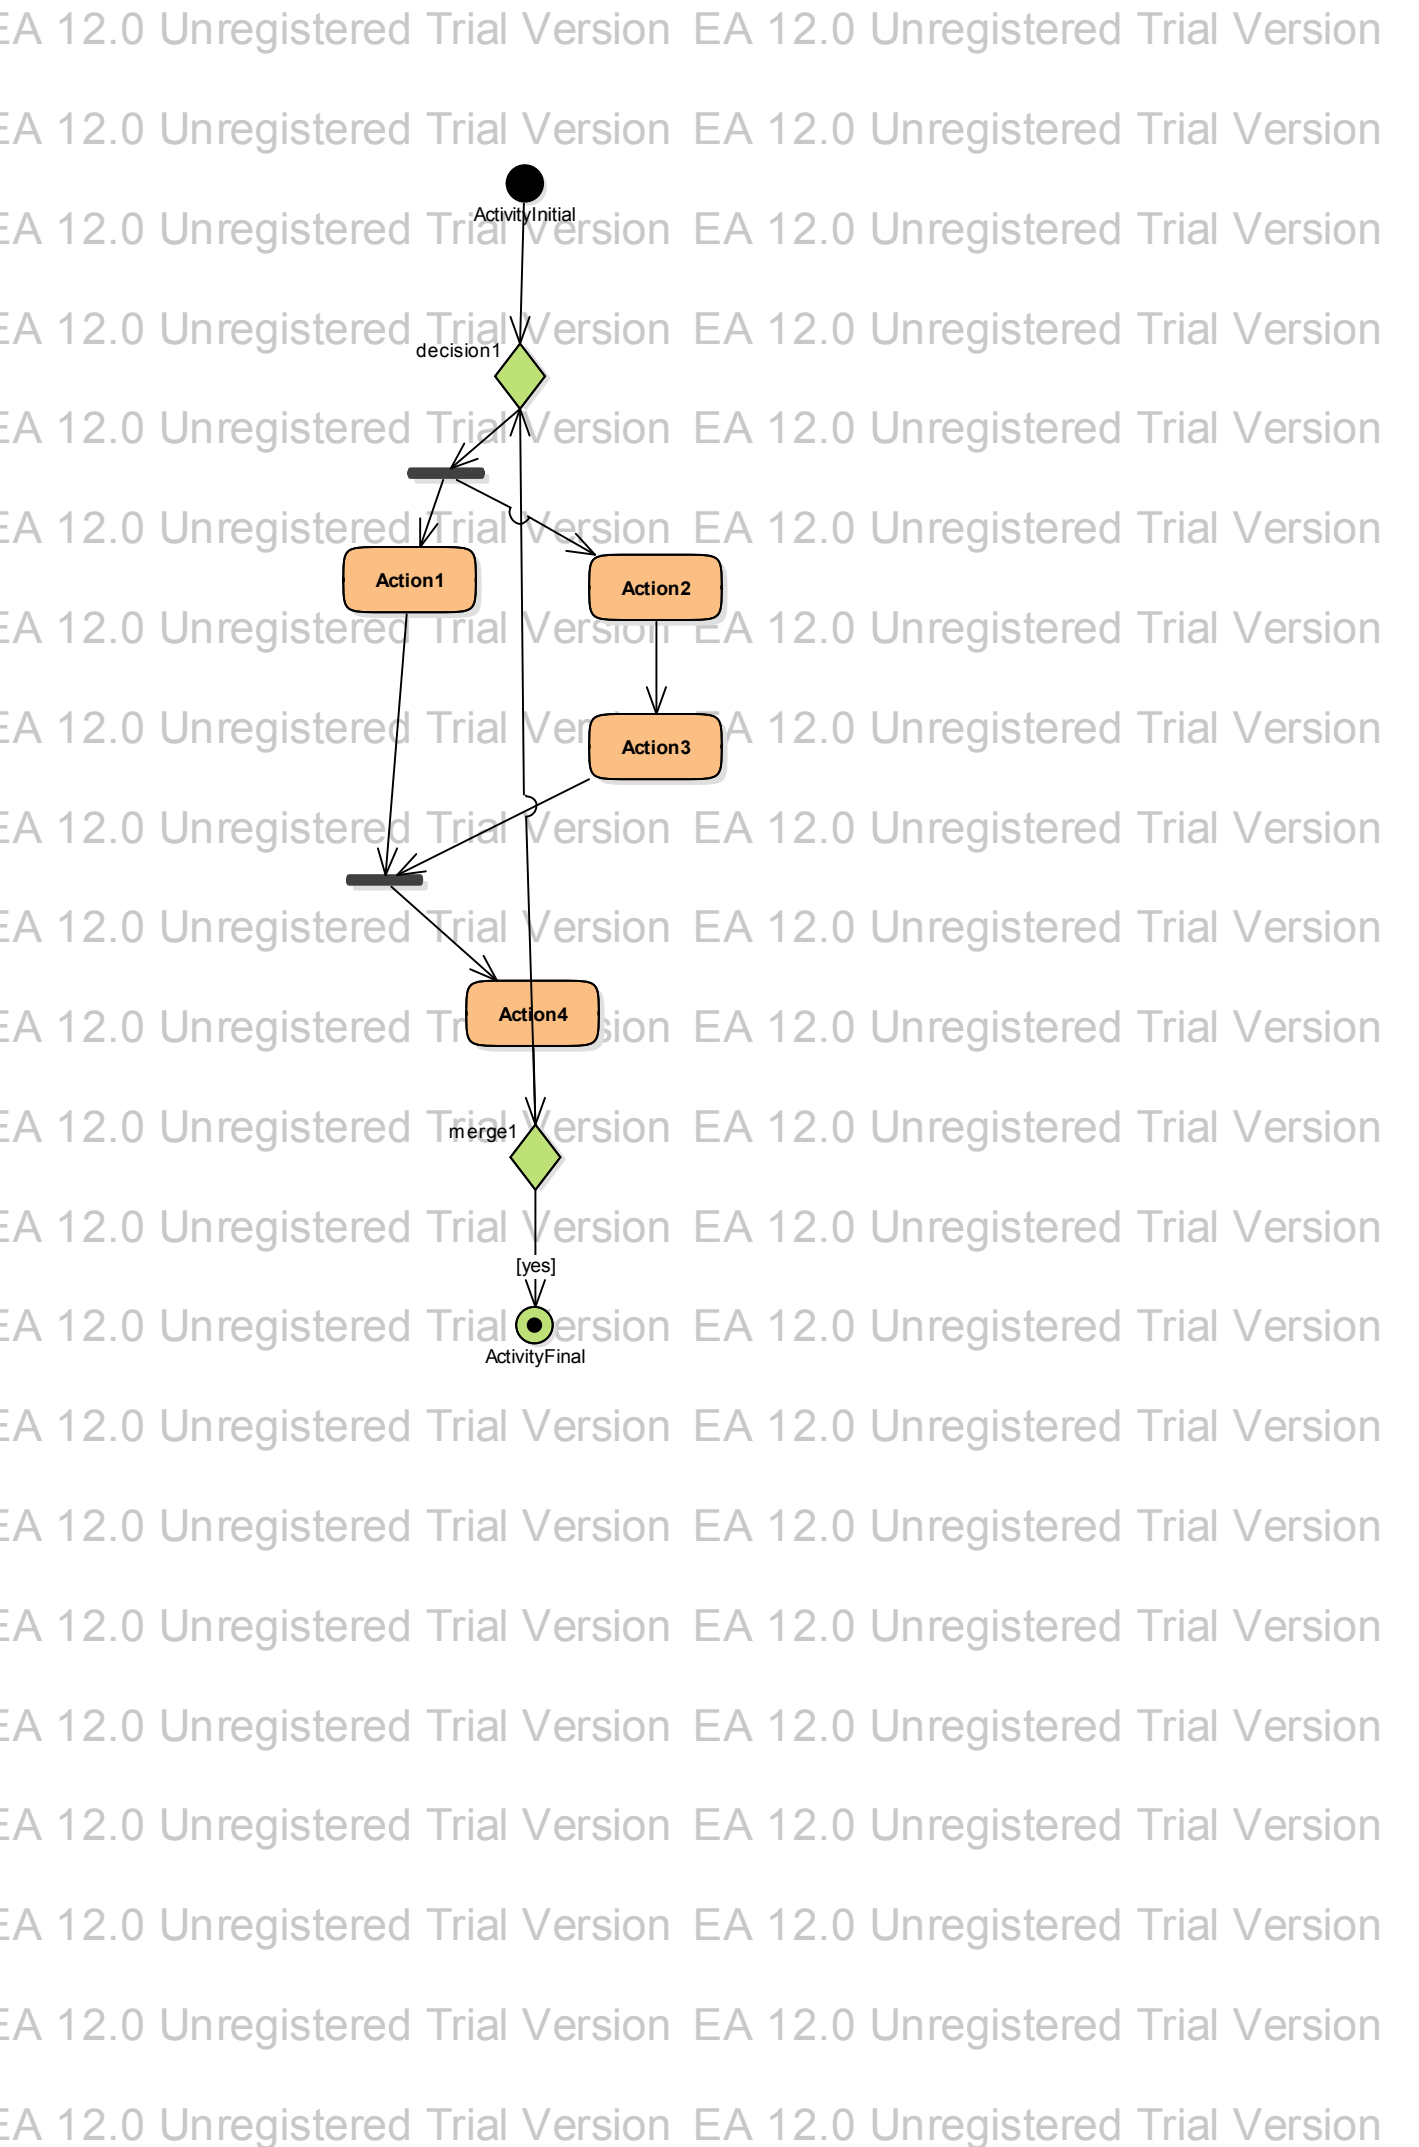 EA 12.0 Unregistered Trial Version EA 12.0 Unregistered Trial Version
EA 12.0 Unregistered Trial Version EA 12.0 Unregistered Trial Version
ActivityInitial
EA 12.0 Unregistered Trial Version EA 12.0 Unregistered Trial Version
EA 12.0 Unregistered Trial Version EA 12.0 Unregistered Trial Version
decision1
EA 12.0 Unregistered Trial Version EA 12.0 Unregistered Trial Version
EA 12.0 Unregistered Trial Version EA 12.0 Unregistered Trial Version
Action1
Action2
EA 12.0 Unregistered Trial Version EA 12.0 Unregistered Trial Version
EA 12.0 Unregistered Trial Ver EA 12.0 Unregistered Trial Version
Action3
EA 12.0 Unregistered Trial Version EA 12.0 Unregistered Trial Version
EA 12.0 Unregistered Trial Version EA 12.0 Unregistered Trial Version
Action4
EA 12.0 Unregistered Tr sion EA 12.0 Unregistered Trial Version
EA 12.0 Unregistered Trial Version EA 12.0 Unregistered Trial Version
merge1
EA 12.0 Unregistered Trial Version EA 12.0 Unregistered Trial Version
[yes]
EA 12.0 Unregistered Trial Version EA 12.0 Unregistered Trial Version
ActivityFinal
EA 12.0 Unregistered Trial Version EA 12.0 Unregistered Trial Version
EA 12.0 Unregistered Trial Version EA 12.0 Unregistered Trial Version
EA 12.0 Unregistered Trial Version EA 12.0 Unregistered Trial Version
EA 12.0 Unregistered Trial Version EA 12.0 Unregistered Trial Version
EA 12.0 Unregistered Trial Version EA 12.0 Unregistered Trial Version
EA 12.0 Unregistered Trial Version EA 12.0 Unregistered Trial Version
EA 12.0 Unregistered Trial Version EA 12.0 Unregistered Trial Version
EA 12.0 Unregistered Trial Version EA 12.0 Unregistered Trial Version